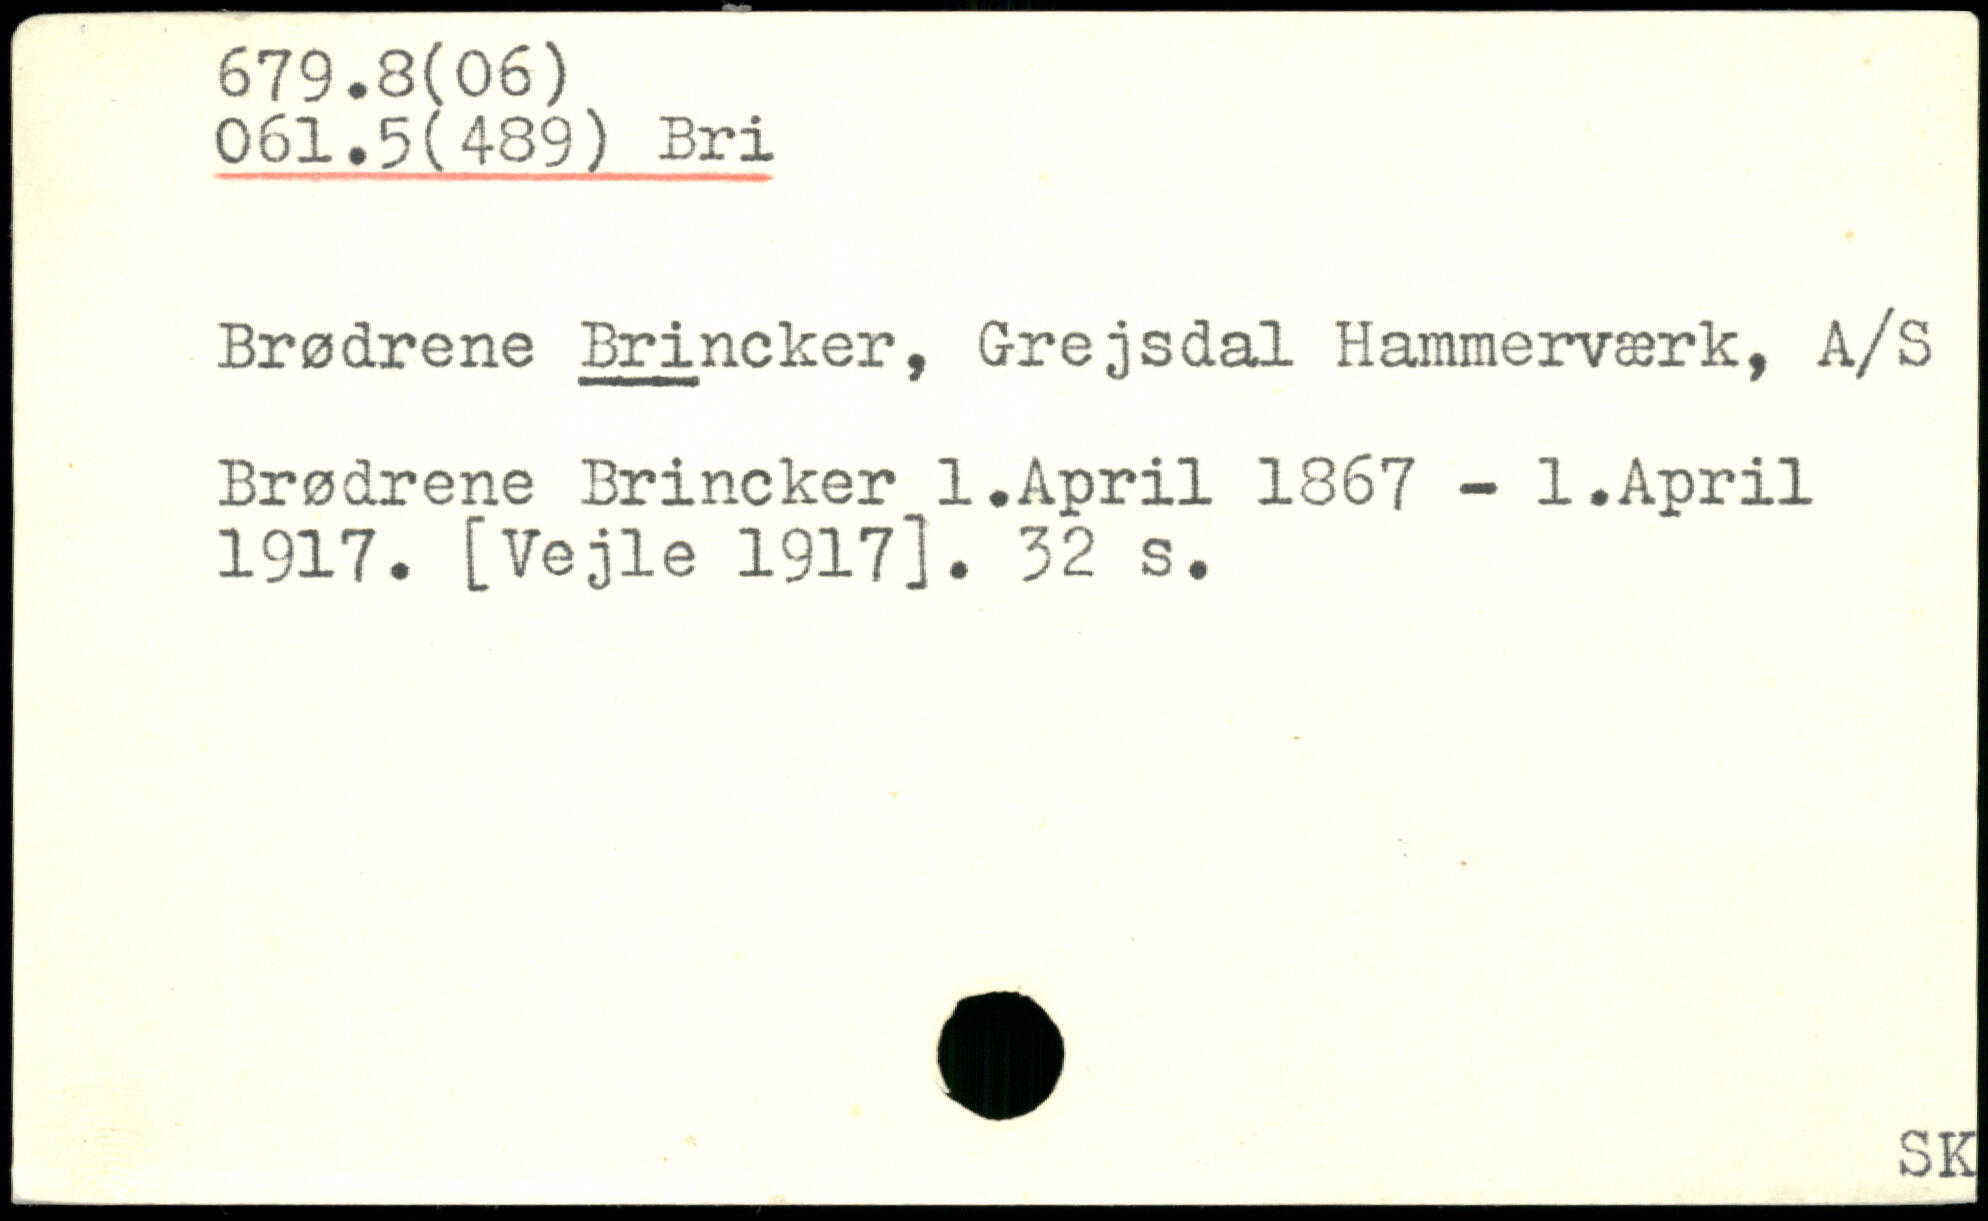 679.8(06)
061.5(489) Bri
Brødrene Brincker, Grejsdal Hammerværk, A/S
Brødrene Brincker 1.April 1867 - 1.April
1917. [Vejle 1917]. 32 s.
SK